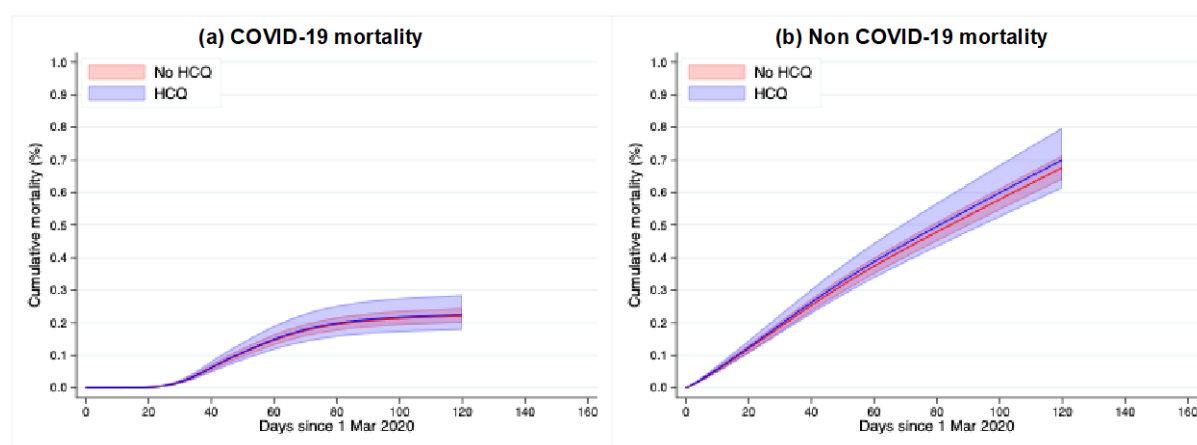 (a) COVID-19 mortality
No HCQ
HCQ
Cumulative mortality (%)
1.0
0.9
0.8
0.7
0.6
0.5
0.4
0.3
0.2
0.1
0.0
0 20 40 60 80 100 120 140 160
Days since 1 Mar 2020
(b) Non COVID-19 mortality
No HCQ
HCQ
Cumulative mortality (%)
1.0
0.9
0.8
0.7
0.6
0.5
0.4
0.3
0.2
0.1
0.0
0 20 40 60 80 100 120 140 160
Days since 1 Mar 2020